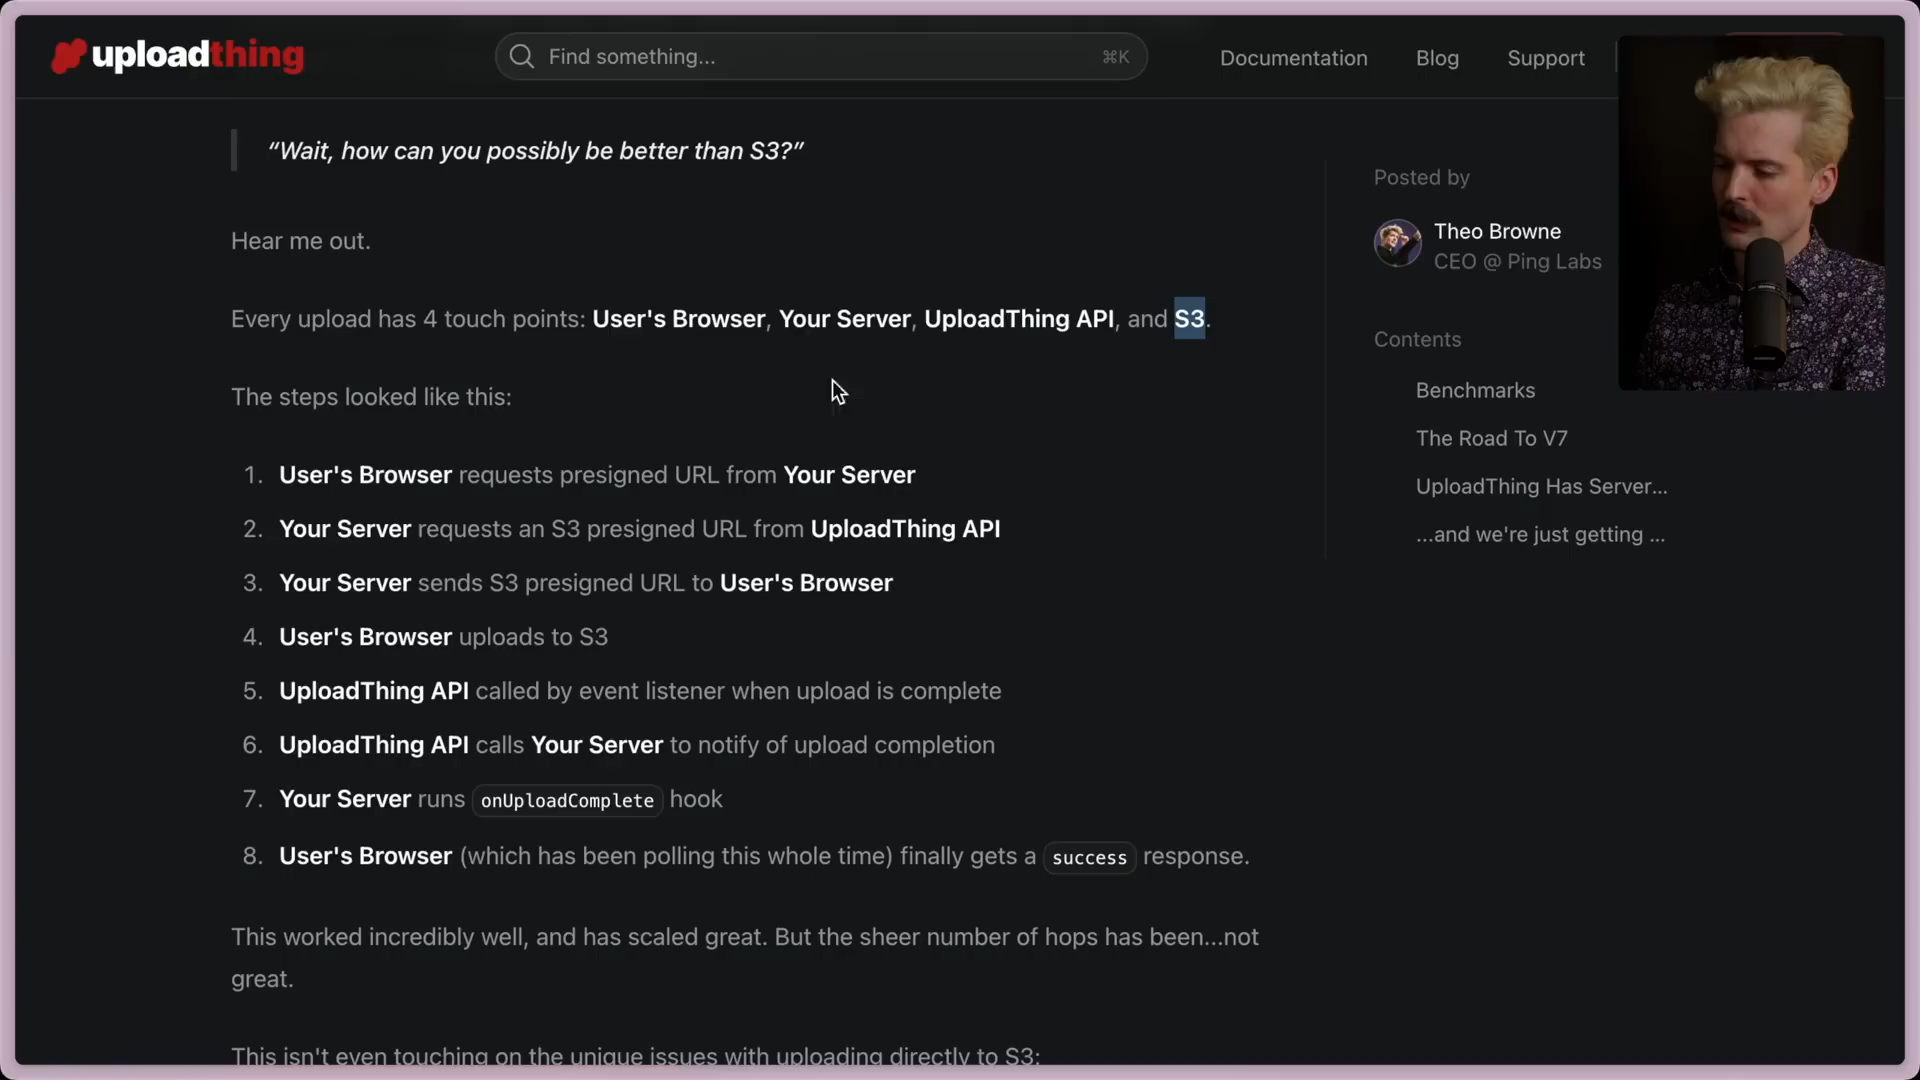 uploadthing
Find something...
⌘K
Documentation
Blog
Support
“Wait, how can you possibly be better than S3?”
Hear me out.
Every upload has 4 touch points: User's Browser, Your Server, UploadThing API, and S3.
The steps looked like this:
1. User's Browser requests presigned URL from Your Server
2. Your Server requests an S3 presigned URL from UploadThing API
3. Your Server sends S3 presigned URL to User's Browser
4. User's Browser uploads to S3
5. UploadThing API called by event listener when upload is complete
6. UploadThing API calls Your Server to notify of upload completion
7. Your Server runs onUploadComplete hook
8. User's Browser (which has been polling this whole time) finally gets a success response.
This worked incredibly well, and has scaled great. But the sheer number of hops has been...not
great.
This isn't even touching on the unique issues with uploading directly to S3:
Posted by
Theo Browne
CEO @ Ping Labs
Contents
Benchmarks
The Road To V7
UploadThing Has Server...
...and we're just getting ...